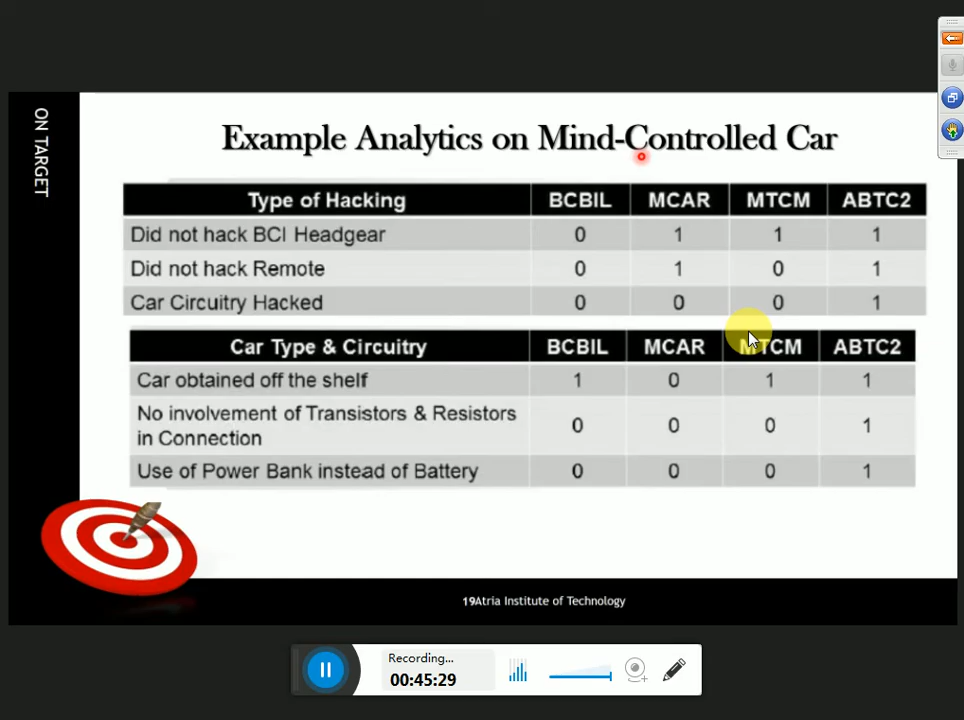 ON TARGET
Example Analytics on Mind-Controlled Car
Type of Hacking BCBIL MCAR MTCM ABTC2
Did not hack BCI Headgear 0 1 1 1
Did not hack Remote 0 1 0 1
Car Circuitry Hacked 0 0 0 1
Car Type & Circuitry BCBIL MCAR MTCM ABTC2
Car obtained off the shelf 1 0 1 1
No involvement of Transistors & Resistors
in Connection 0 0 0 1
Use of Power Bank instead of Battery 0 0 0 1
19Atria Institute of Technology
Recording...
00:45:29